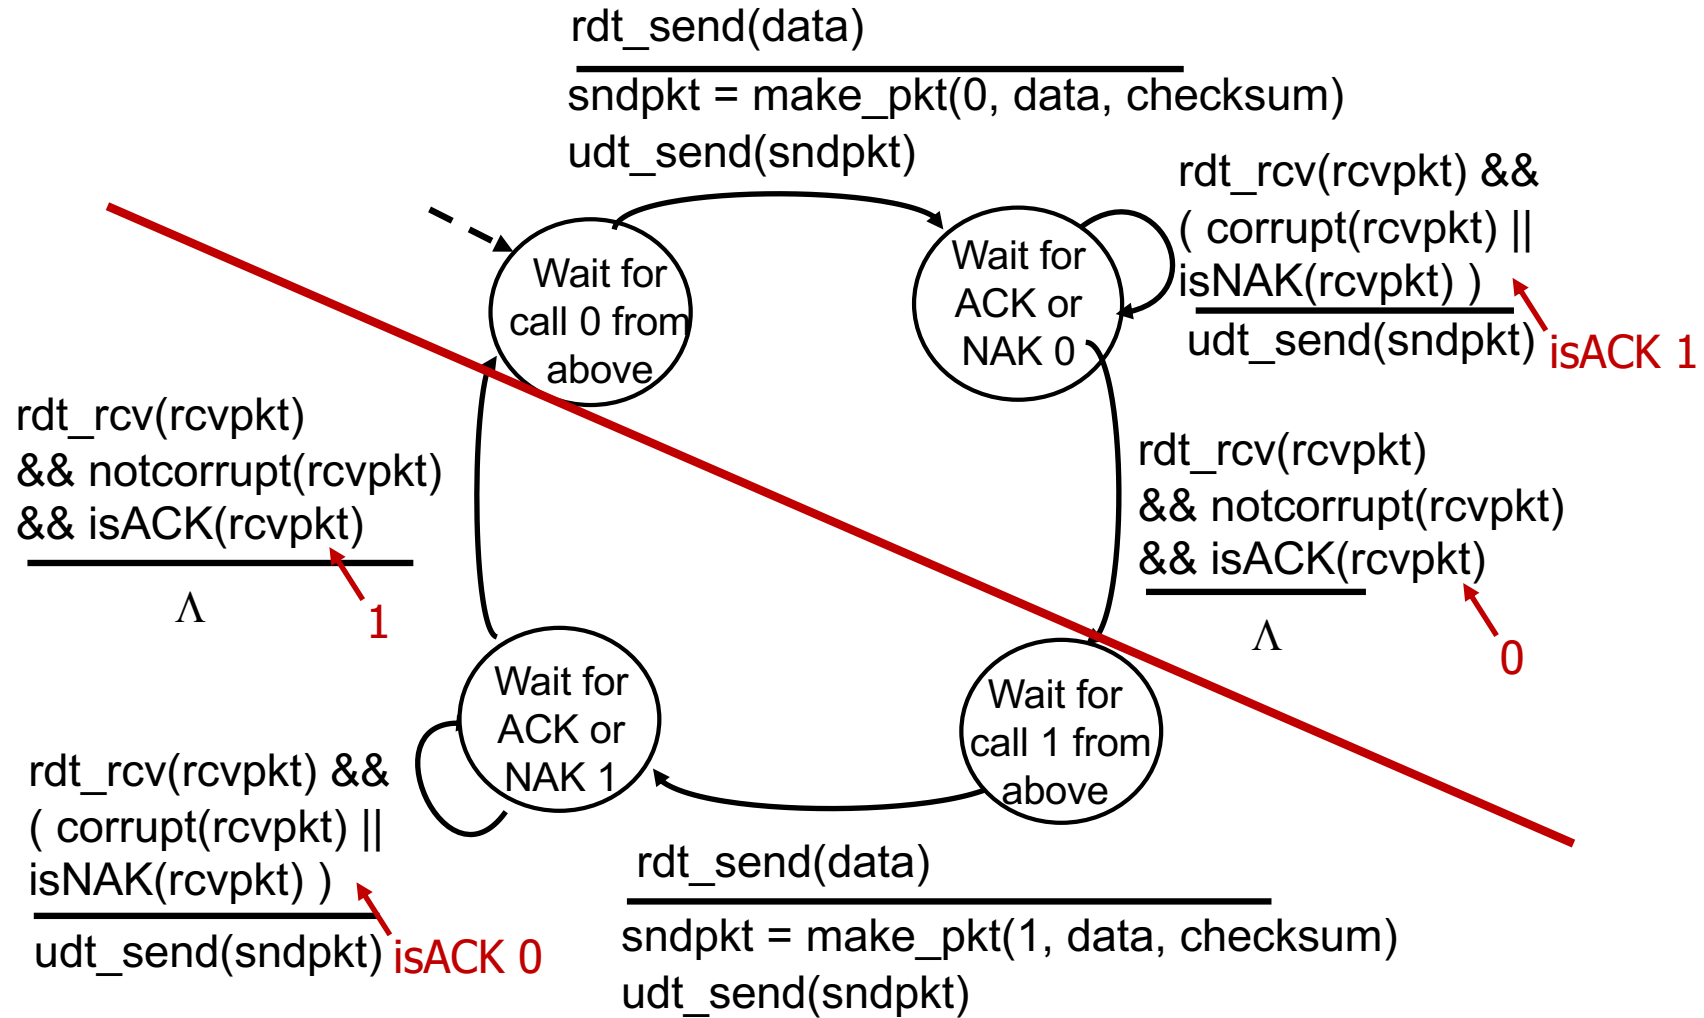 rdt_send(data)
sndpkt = make_pkt(0, data, checksum)
udt_send(sndpkt)
rdt_rcv(rcvpkt) &&
( corrupt(rcvpkt) ||
isNAK(rcvpkt) )
udt_send(sndpkt)
isACK 1
Wait for
call 0 from
above
Wait for
ACK or
NAK 0
rdt_rcv(rcvpkt)
&& notcorrupt(rcvpkt)
&& isACK(rcvpkt)
Λ
1
rdt_rcv(rcvpkt)
&& notcorrupt(rcvpkt)
&& isACK(rcvpkt)
Λ
0
Wait for
ACK or
NAK 1
Wait for
call 1 from
above
rdt_rcv(rcvpkt) &&
( corrupt(rcvpkt) ||
isNAK(rcvpkt) )
udt_send(sndpkt)
isACK 0
rdt_send(data)
sndpkt = make_pkt(1, data, checksum)
udt_send(sndpkt)